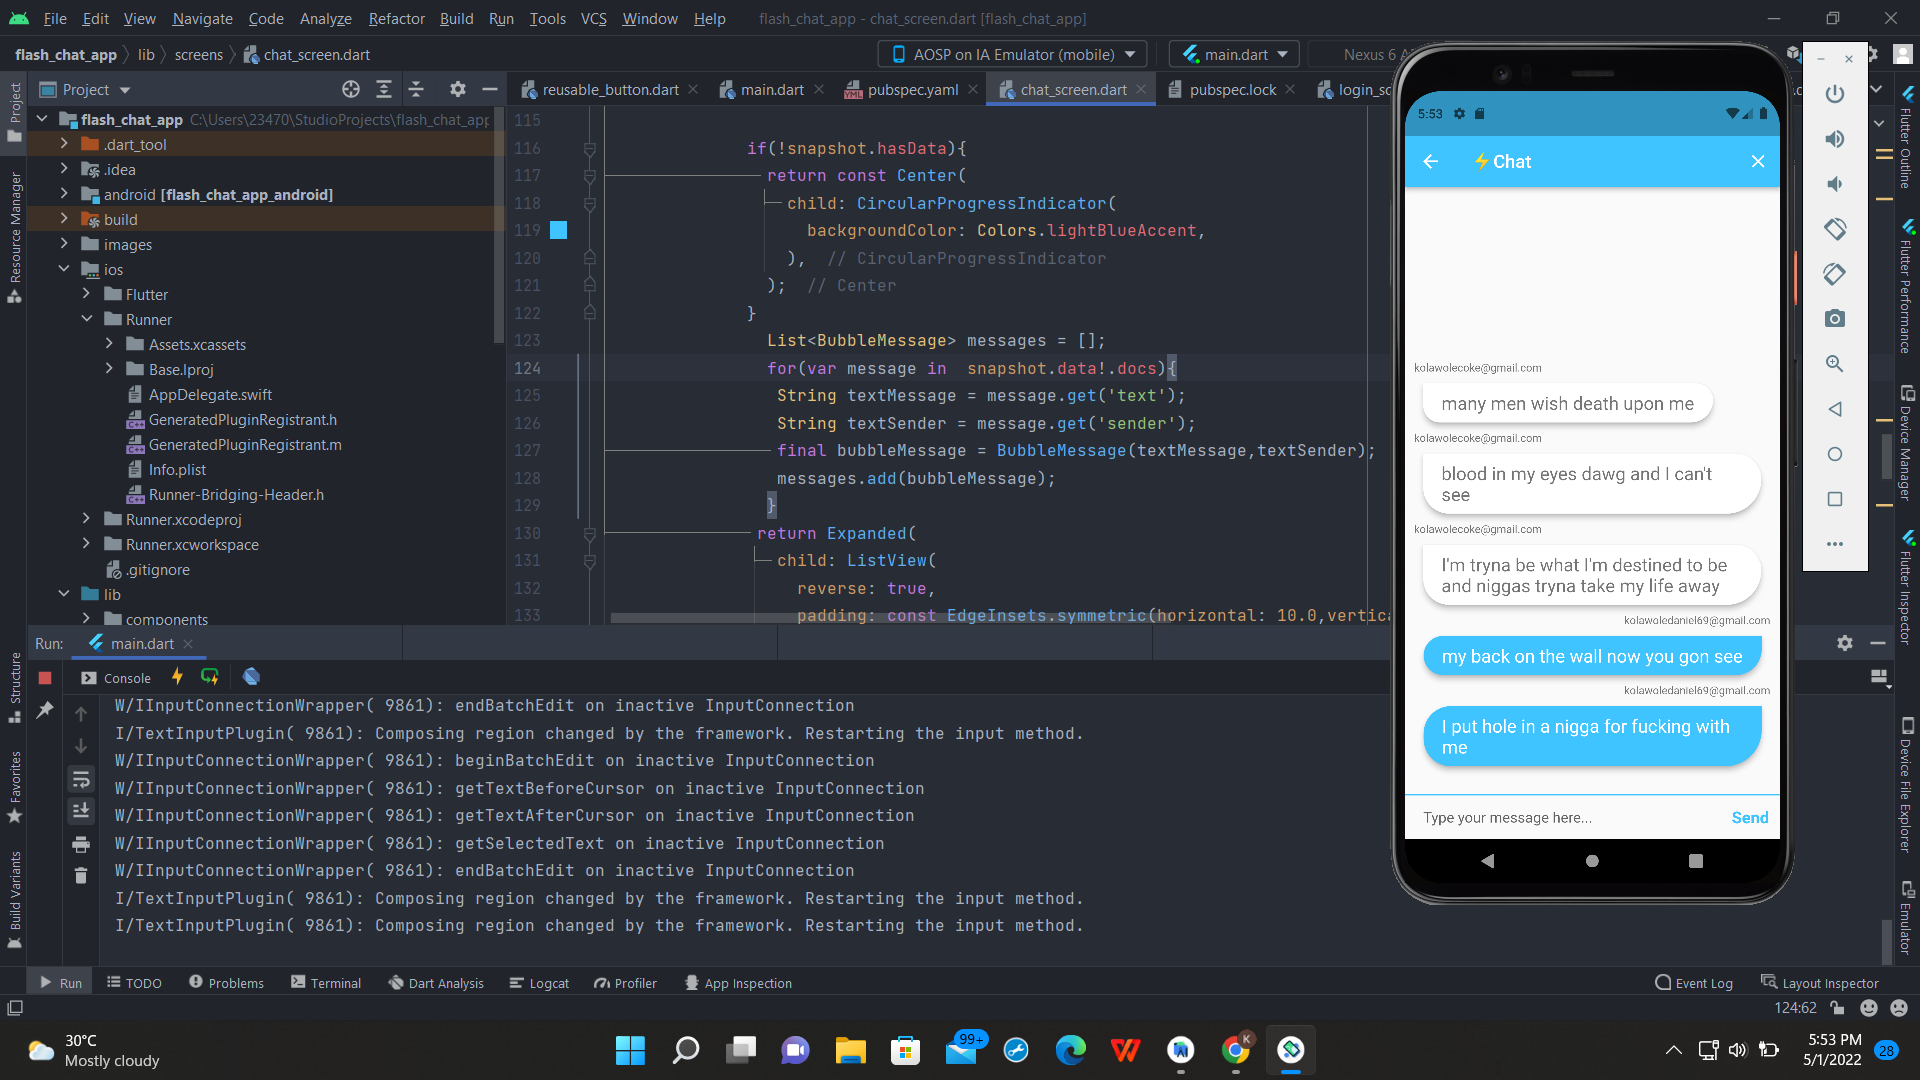 File Edit View Navigate Code Analyze Refactor Build Run Tools VCS Window Help flash_chat_app - chat_screen.dart [flash_chat_app]
flash_chat_app lib screens chat_screen.dart AOSP on IA Emulator (mobile) main.dart Nexus 6 A
Project reusable_button.dart main.dart pubspec.yaml chat_screen.dart pubspec.lock login_sc
flash_chat_app C:\Users\23470\StudioProjects\flash_chat_app
.dart_tool
.idea
android [flash_chat_app_android]
build
images
ios
Flutter
Runner
Assets.xcassets
Base.lproj
AppDelegate.swift
GeneratedPluginRegistrant.h
GeneratedPluginRegistrant.m
Info.plist
Runner-Bridging-Header.h
Runner.xcodeproj
Runner.xcworkspace
.gitignore
lib
components
115
116 if(!snapshot.hasData){
117 return const Center(
118 child: CircularProgressIndicator(
119 backgroundColor: Colors.lightBlueAccent,
120 ), // CircularProgressIndicator
121 ); // Center
122 }
123 List<BubbleMessage> messages = [];
124 for(var message in snapshot.data!.docs){
125 String textMessage = message.get('text');
126 String textSender = message.get('sender');
127 final bubbleMessage = BubbleMessage(textMessage,textSender);
128 messages.add(bubbleMessage);
129 }
130 return Expanded(
131 child: ListView(
132 reverse: true,
133 padding: const EdgeInsets.symmetric(horizontal: 10.0,vertica
5:53
⚡Chat
kolawolecoke@gmail.com
many men wish death upon me
kolawolecoke@gmail.com
blood in my eyes dawg and I can't
see
kolawolecoke@gmail.com
I'm tryna be what I'm destined to be
and niggas tryna take my life away
kolawoledaniel69@gmail.com
my back on the wall now you gon see
kolawoledaniel69@gmail.com
I put hole in a nigga for fucking with
me
Type your message here... Send
Project
Resource Manager
Structure
Favorites
Build Variants
Flutter Outline
Flutter Performance
Device Manager
Flutter Inspector
Device File Explorer
Emulator
Run: main.dart
Console
W/IInputConnectionWrapper( 9861): endBatchEdit on inactive InputConnection
I/TextInputPlugin( 9861): Composing region changed by the framework. Restarting the input method.
W/IInputConnectionWrapper( 9861): beginBatchEdit on inactive InputConnection
W/IInputConnectionWrapper( 9861): getTextBeforeCursor on inactive InputConnection
W/IInputConnectionWrapper( 9861): getTextAfterCursor on inactive InputConnection
W/IInputConnectionWrapper( 9861): getSelectedText on inactive InputConnection
W/IInputConnectionWrapper( 9861): endBatchEdit on inactive InputConnection
I/TextInputPlugin( 9861): Composing region changed by the framework. Restarting the input method.
I/TextInputPlugin( 9861): Composing region changed by the framework. Restarting the input method.
Run TODO Problems Terminal Dart Analysis Logcat Profiler App Inspection Event Log Layout Inspector
124:62
30°C
Mostly cloudy
99+
K
5:53 PM
5/1/2022
28